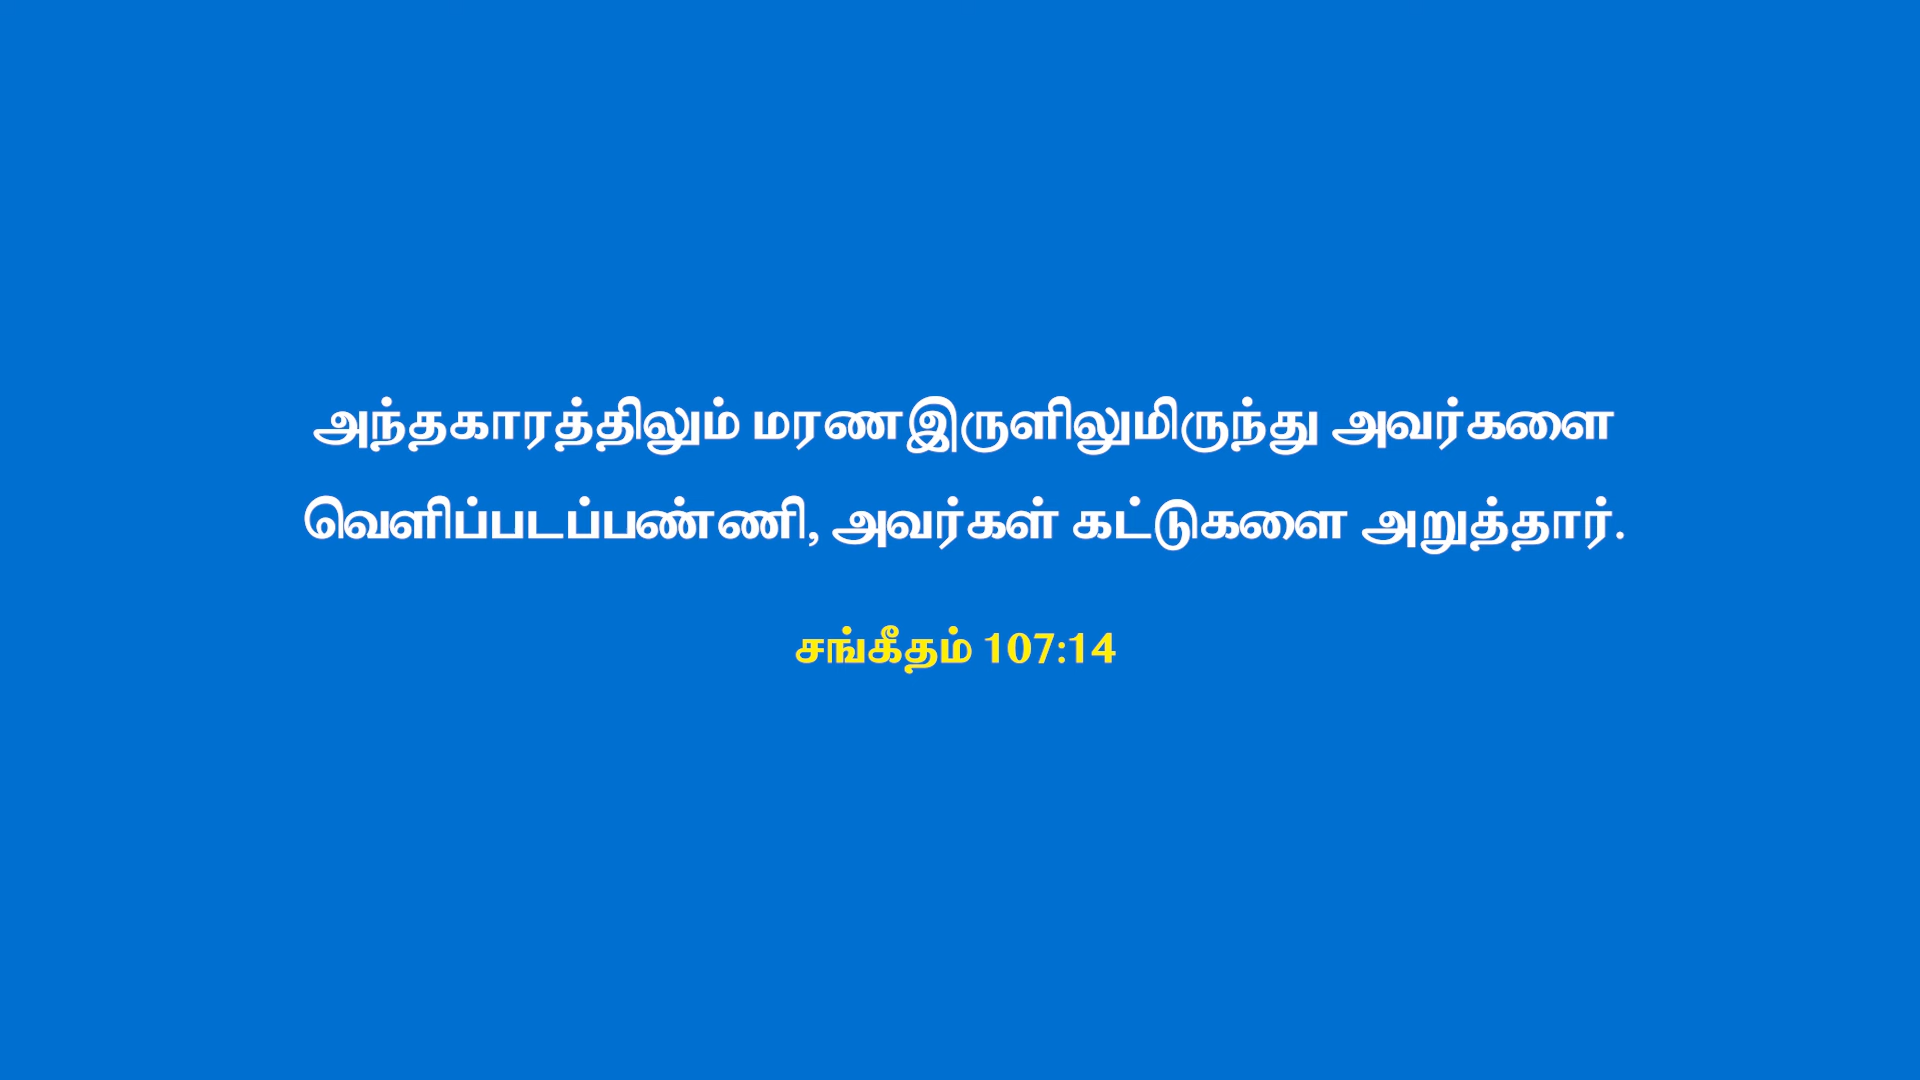 அந்தகாரத்திலும் மரணஇருளிலுமிருந்து அவர்களை
வெளிப்படப்பண்ணி, அவர்கள் கட்டுகளை அறுத்தார்.
சங்கீதம் 107:14